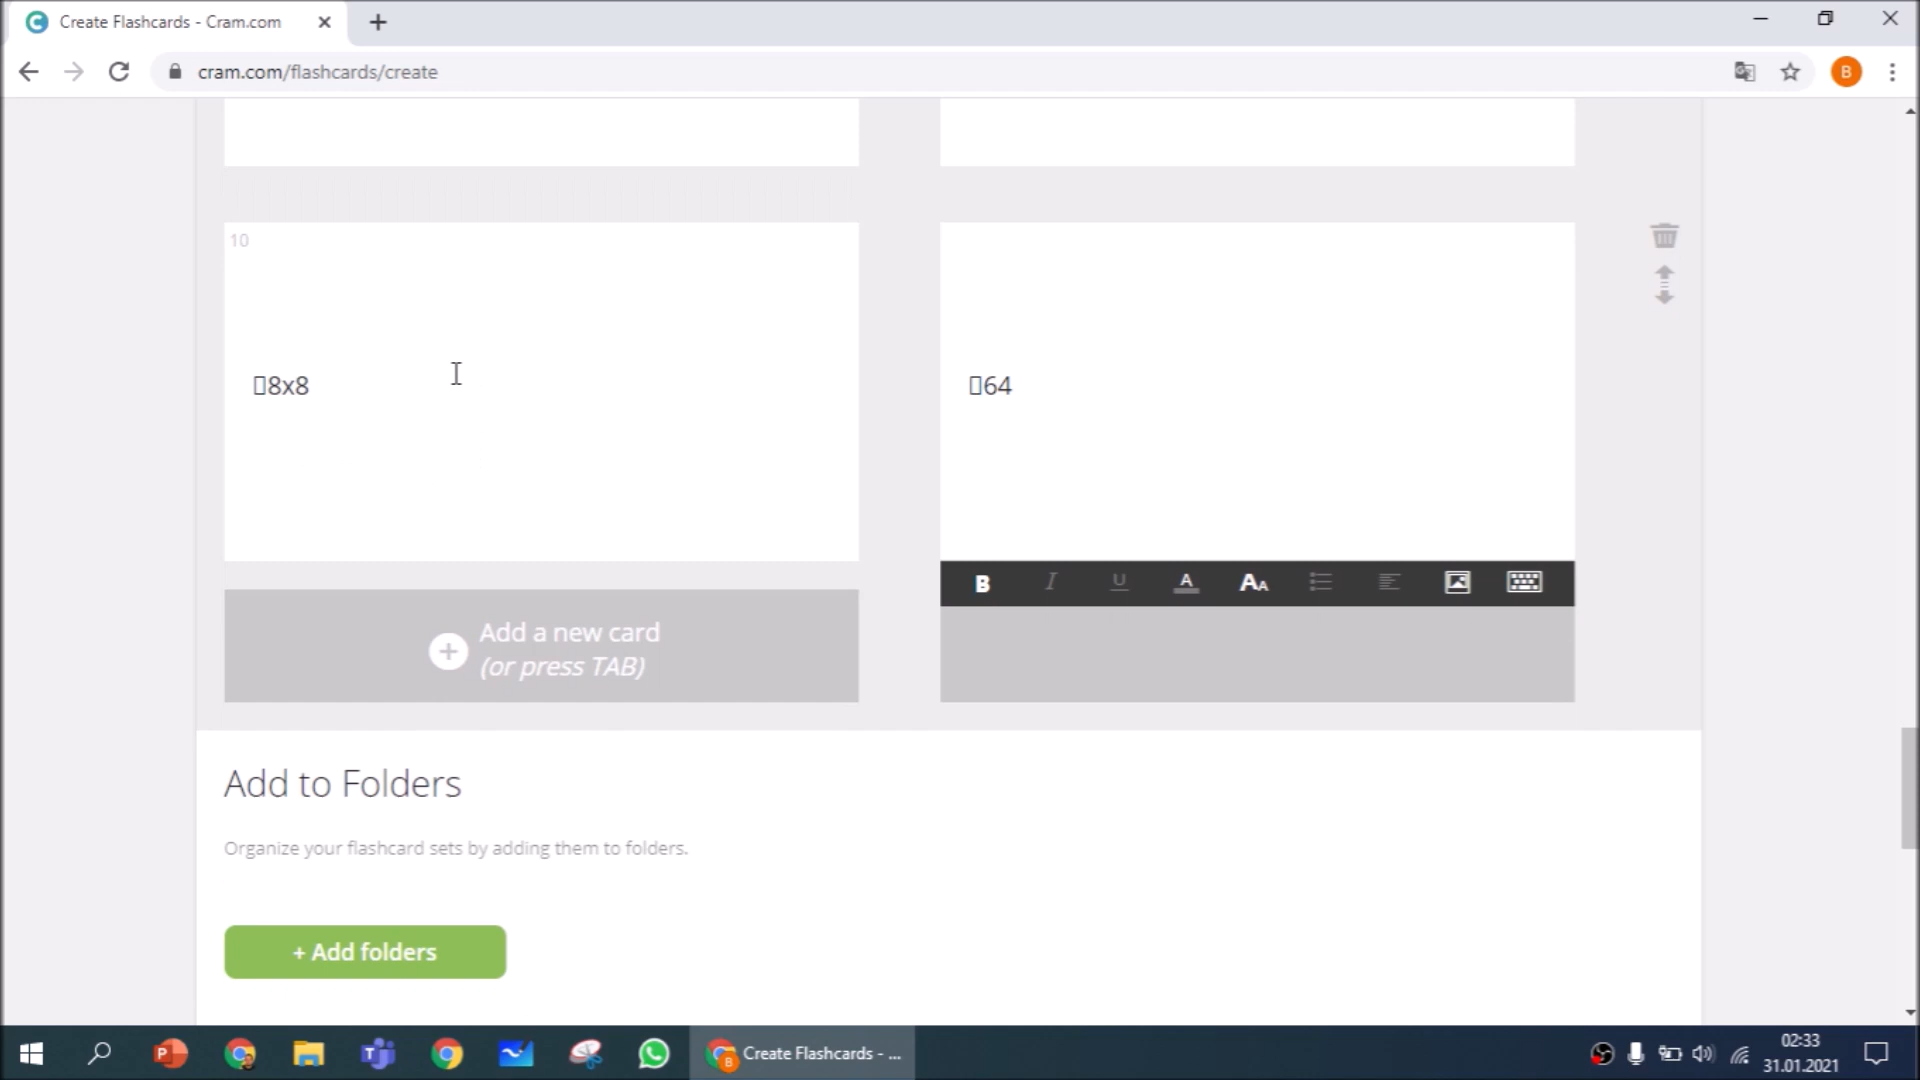 Create Flashcards - Cram.com
cram.com/flashcards/create
B
10
8x8
64
B I U A AA
Add a new card
(or press TAB)
Add to Folders
Organize your flashcard sets by adding them to folders.
+ Add folders
Create Flashcards - ...
02:33
31.01.2021